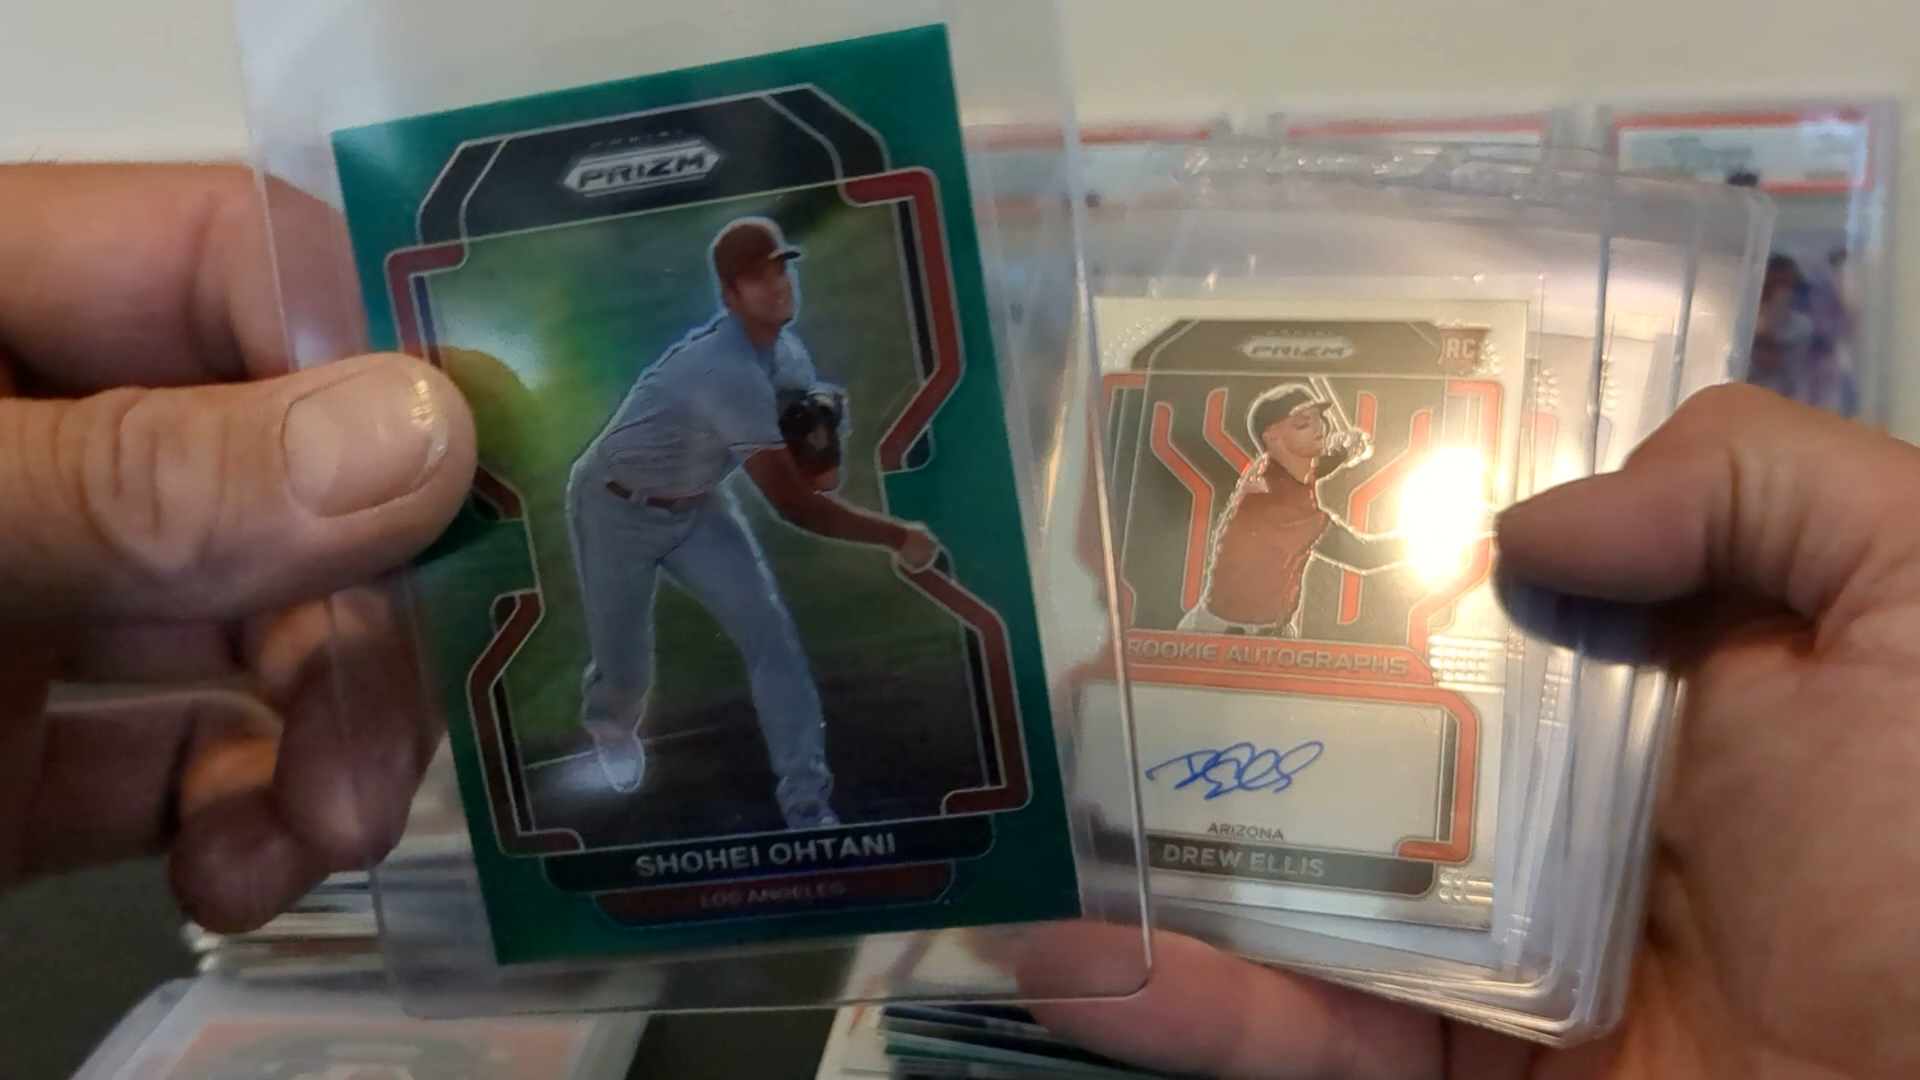 PRIZM
SHOHEI OHTANI
LOS ANGELES
PRIZM
RC
ROOKIE AUTOGRAPHS
ARIZONA
DREW ELLIS